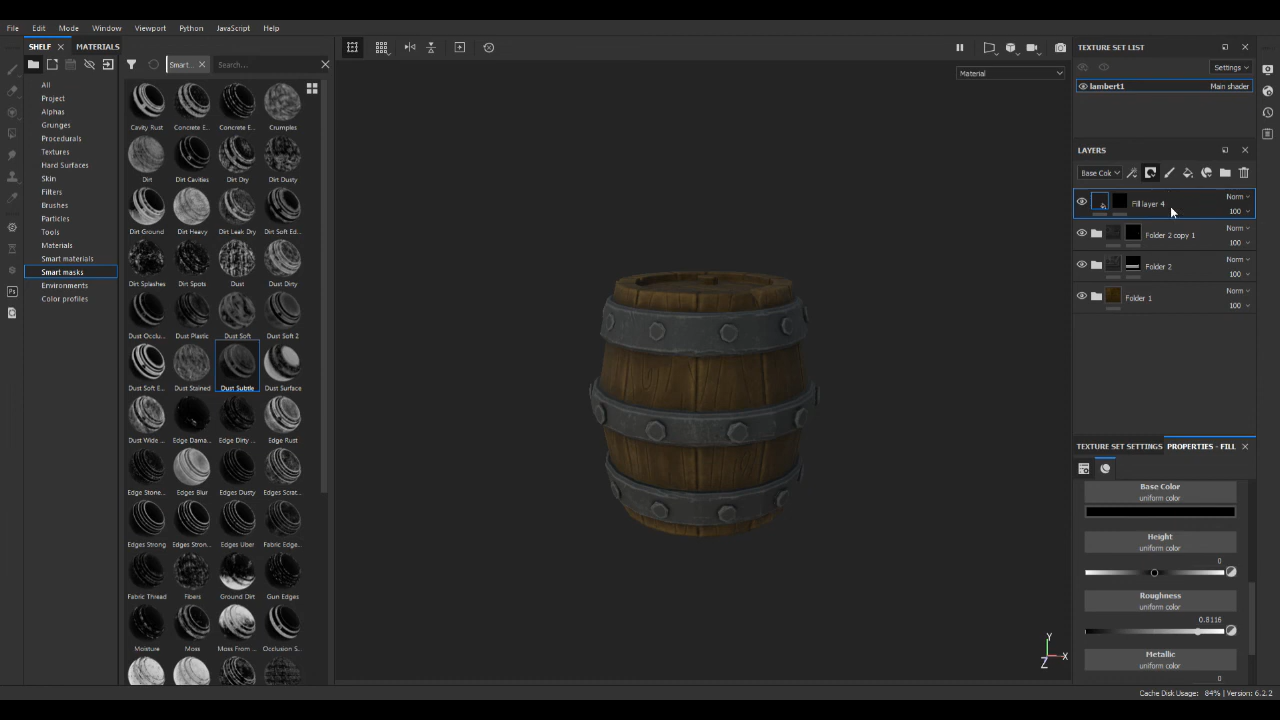 File Edit Mode Window Viewport Python JavaScript Help
SHELF MATERIALS
Smart... Search...
All
Project
Alphas
Grunges
Procedurals
Textures
Hard Surfaces
Skin
Filters
Brushes
Particles
Tools
Materials
Smart materials
Smart masks
Environments
Color profiles
Ps
Cavity Rust Concrete E... Concrete E... Crumples
Dirt Dirt Cavities Dirt Dry Dirt Dusty
Dirt Ground Dirt Heavy Dirt Leak Dry Dirt Soft Ed...
Dirt Splashes Dirt Spots Dust Dust Dirty
Dust Occlu... Dust Plastic Dust Soft Dust Soft 2
Dust Soft E... Dust Stained Dust Subtle Dust Surface
Dust Wide ... Edge Dama... Edge Dirty ... Edge Rust
Edge Stone... Edges Blur Edges Dusty Edges Scrat...
Edges Strong Edges Stron... Edges Uber Fabric Edge...
Fabric Thread Fibers Ground Dirt Gun Edges
Moisture Moss Moss From ... Occlusion S...
Material
Y
Z X
TEXTURE SET LIST
Settings
lambert1 Main shader
LAYERS
Base Col
Fill layer 4 Norm
100
Folder 2 copy 1 Norm
100
Folder 2 Norm
100
Folder 1 Norm
100
TEXTURE SET SETTINGS PROPERTIES - FILL
Base Color
uniform color
Height
uniform color
0
Roughness
uniform color
0.8116
Metallic
uniform color
0
Cache Disk Usage: 84% | Version: 6.2.2